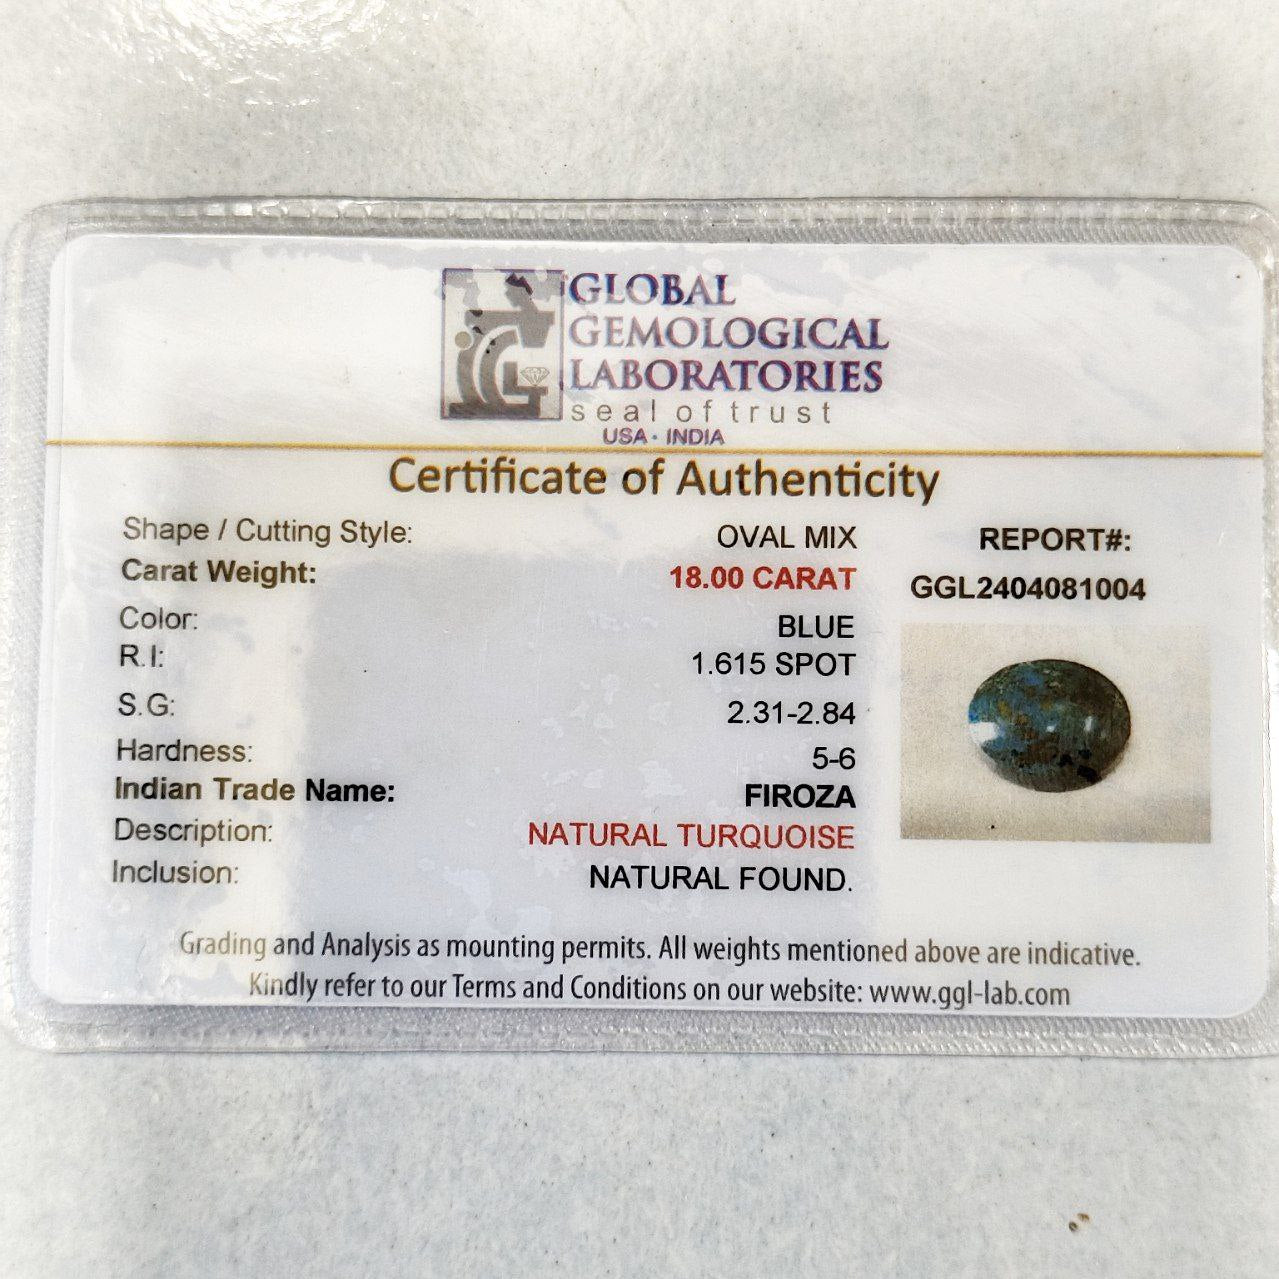 GLOBAL
GEMOLOGICAL
LABORATORIES
seal of trust
USA · INDIA
Certificate of Authenticity
Shape / Cutting Style: OVAL MIX
Carat Weight: 18.00 CARAT
Color: BLUE
R.I: 1.615 SPOT
S.G: 2.31-2.84
Hardness: 5-6
Indian Trade Name: FIROZA
Description: NATURAL TURQUOISE
Inclusion: NATURAL FOUND.
REPORT#:
GGL2404081004
Grading and Analysis as mounting permits. All weights mentioned above are indicative.
Kindly refer to our Terms and Conditions on our website: www.ggl-lab.com